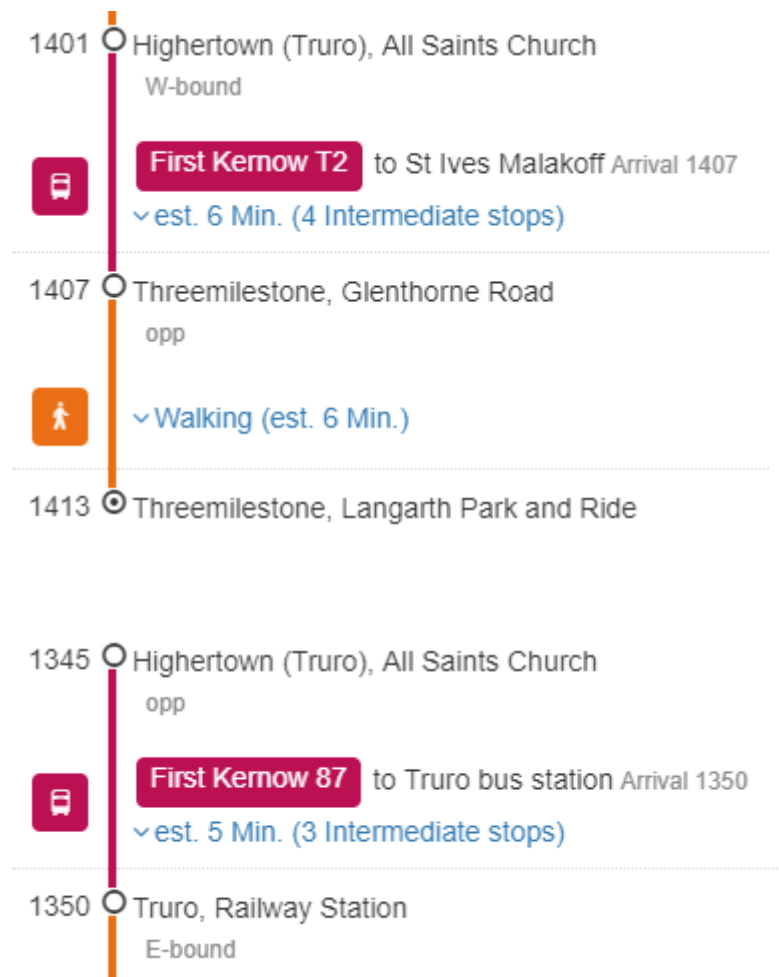 1401 Highertown (Truro), All Saints Church
W-bound
First Kernow T2 to St Ives Malakoff Arrival 1407
est. 6 Min. (4 Intermediate stops)
1407 Threemilestone, Glenthorne Road
opp
Walking (est. 6 Min.)
1413 Threemilestone, Langarth Park and Ride
1345 Highertown (Truro), All Saints Church
opp
First Kernow 87 to Truro bus station Arrival 1350
est. 5 Min. (3 Intermediate stops)
1350 Truro, Railway Station
E-bound